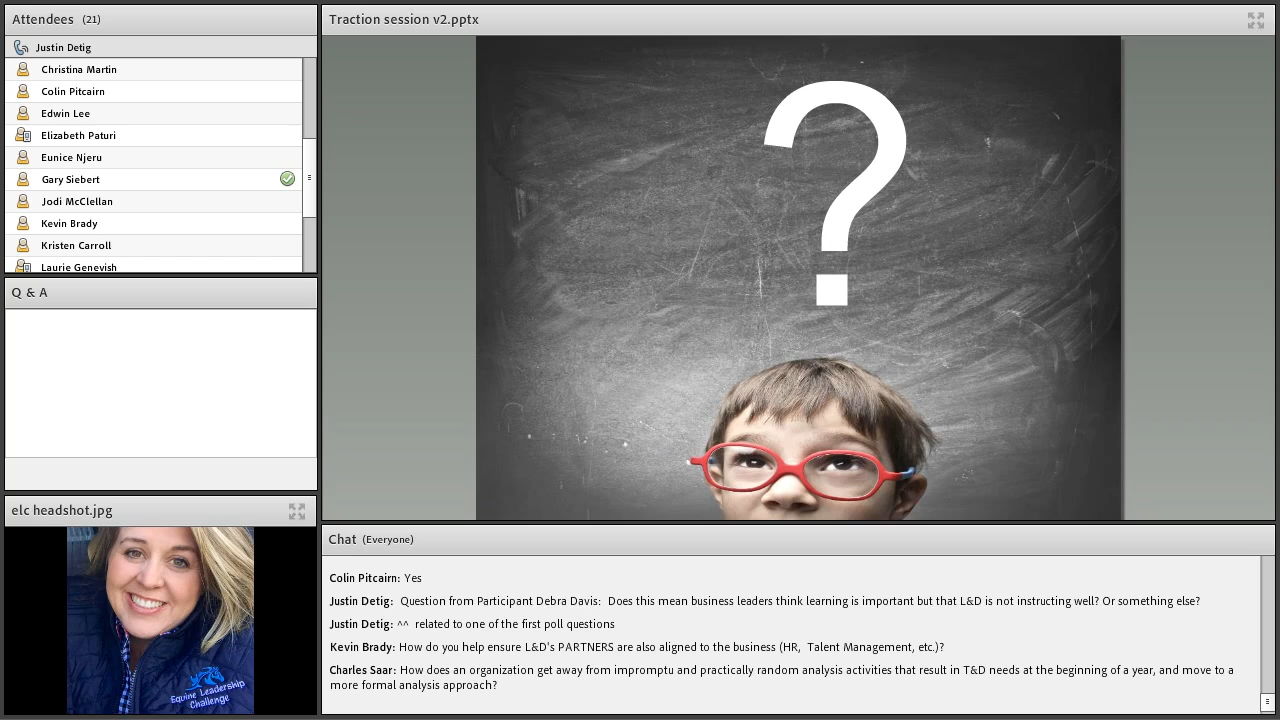 Attendees (21)
Justin Detig
Christina Martin
Colin Pitcairn
Edwin Lee
Elizabeth Paturi
Eunice Njeru
Gary Siebert
Jodi McClellan
Kevin Brady
Kristen Carroll
Laurie Genevish
Q & A
elc headshot.jpg
Equine Leadership
Challenge
Traction session v2.pptx
?
Chat (Everyone)
Colin Pitcairn: Yes
Justin Detig: Question from Participant Debra Davis: Does this mean business leaders think learning is important but that L&D is not instructing well? Or something else?
Justin Detig: ^^ related to one of the first poll questions
Kevin Brady: How do you help ensure L&D's PARTNERS are also aligned to the business (HR, Talent Management, etc.)?
Charles Saar: How does an organization get away from impromptu and practically random analysis activities that result in T&D needs at the beginning of a year, and move to a
more formal analysis approach?